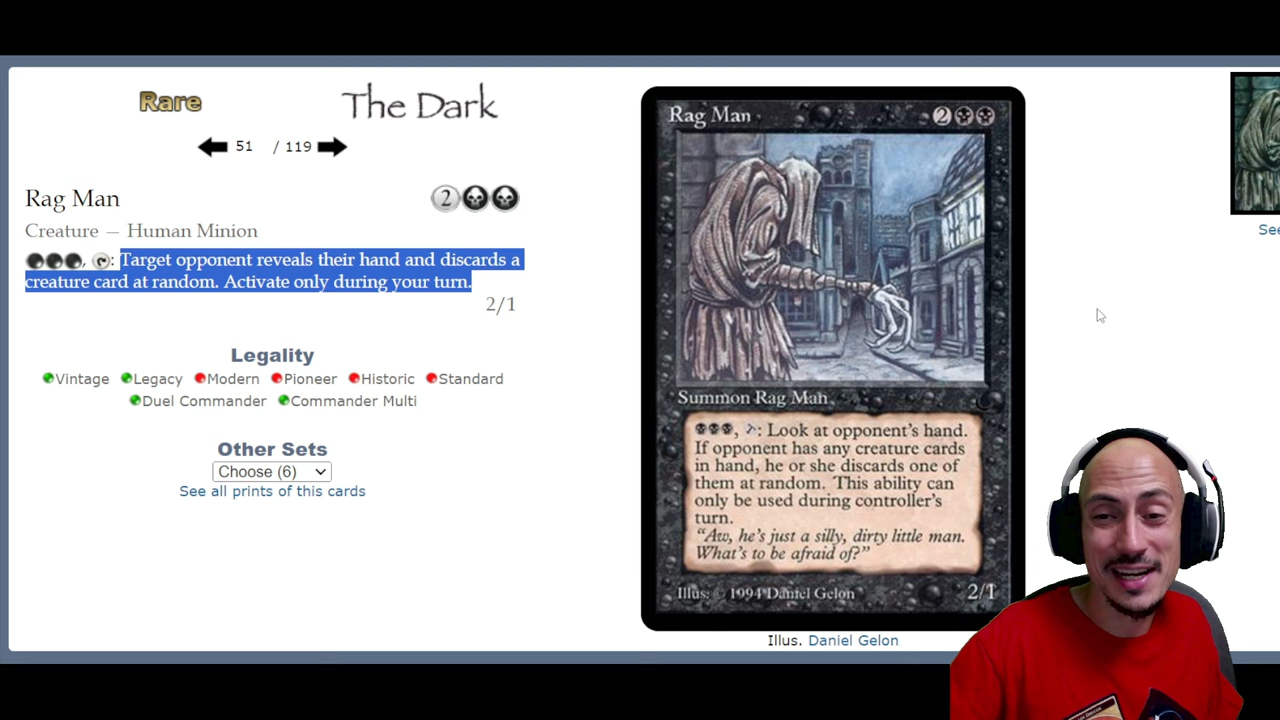 Rare
The Dark
51 / 119
Rag Man
2
Creature — Human Minion
, : Target opponent reveals their hand and discards a
creature card at random. Activate only during your turn.
2/1
Legality
Vintage Legacy Modern Pioneer Historic Standard
Duel Commander Commander Multi
Other Sets
Choose (6)
See all prints of this cards
Rag Man
2
Summon Rag Man
, : Look at opponent's hand.
If opponent has any creature cards
in hand, he or she discards one of
them at random. This ability can
only be used during controller's
turn.
"Aw, he's just a silly, dirty little man.
What's to be afraid of?"
Illus: © 1994 Daniel Gelon
2/1
Illus. Daniel Gelon
See